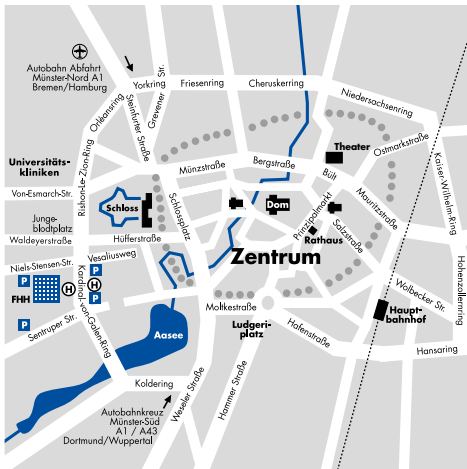 Autobahn Abfahrt
Münster-Nord A1
Bremen/Hamburg
Orléansring
Steinfurter Straße
Yorkring
Grevener Str.
Friesenring
Cheruskerring
Niedersachsenring
Rishon-le-Zion-Ring
Universitäts-
kliniken
Von-Esmarch-Str.
Junge-
blodtplatz
Waldeyerstraße
Münzstraße
Bergstraße
Theater
Bült
Ostmarkstraße
Kaiser-Wilhelm-Ring
Schloss
Schlossplatz
Dom
Prinzipalmarkt
Rathaus
Salzstraße
Mauritzstraße
Hüfferstraße
Vesaliusweg
Niels-Stensen-Str.
P
P
FHH
H
H
P
P
Kardinal-von-Galen-Ring
Zentrum
Hohenzollernring
Wolbecker Str.
Haupt-
bahnhof
Sentruper Str.
Moltkestraße
Ludgeri-
platz
Hafenstraße
Hansaring
Aasee
Koldering
Weseler Straße
Hammer Straße
Autobahnkreuz
Münster-Süd
A1 / A43
Dortmund/Wuppertal